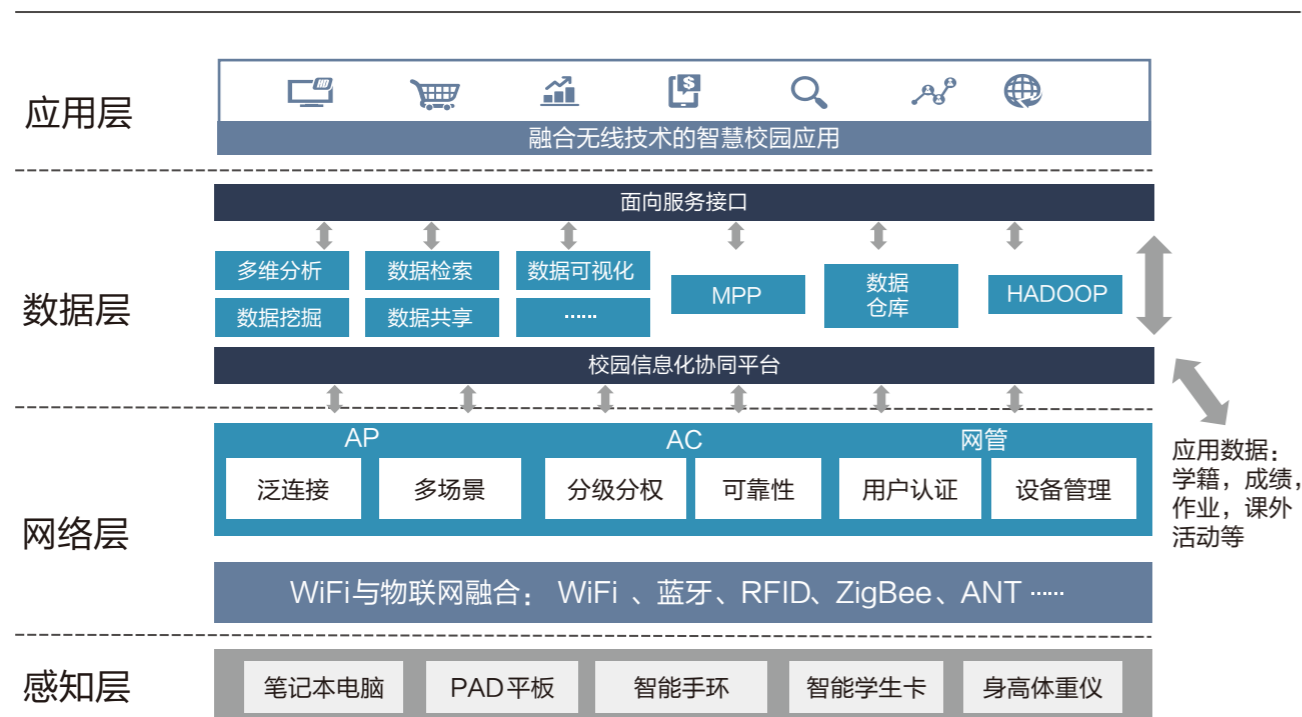 应用层
融合无线技术的智慧校园应用
面向服务接口
数据层
多维分析
数据检索
数据可视化
MPP
数据
仓库
HADOOP
数据挖掘
数据共享
······
校园信息化协同平台
网络层
AP
AC
网管
泛连接
多场景
分级分权
可靠性
用户认证
设备管理
应用数据：
学籍，成绩，
作业，课外
活动等
WiFi与物联网融合： WiFi 、蓝牙、RFID、ZigBee、ANT ······
感知层
笔记本电脑
PAD平板
智能手环
智能学生卡
身高体重仪